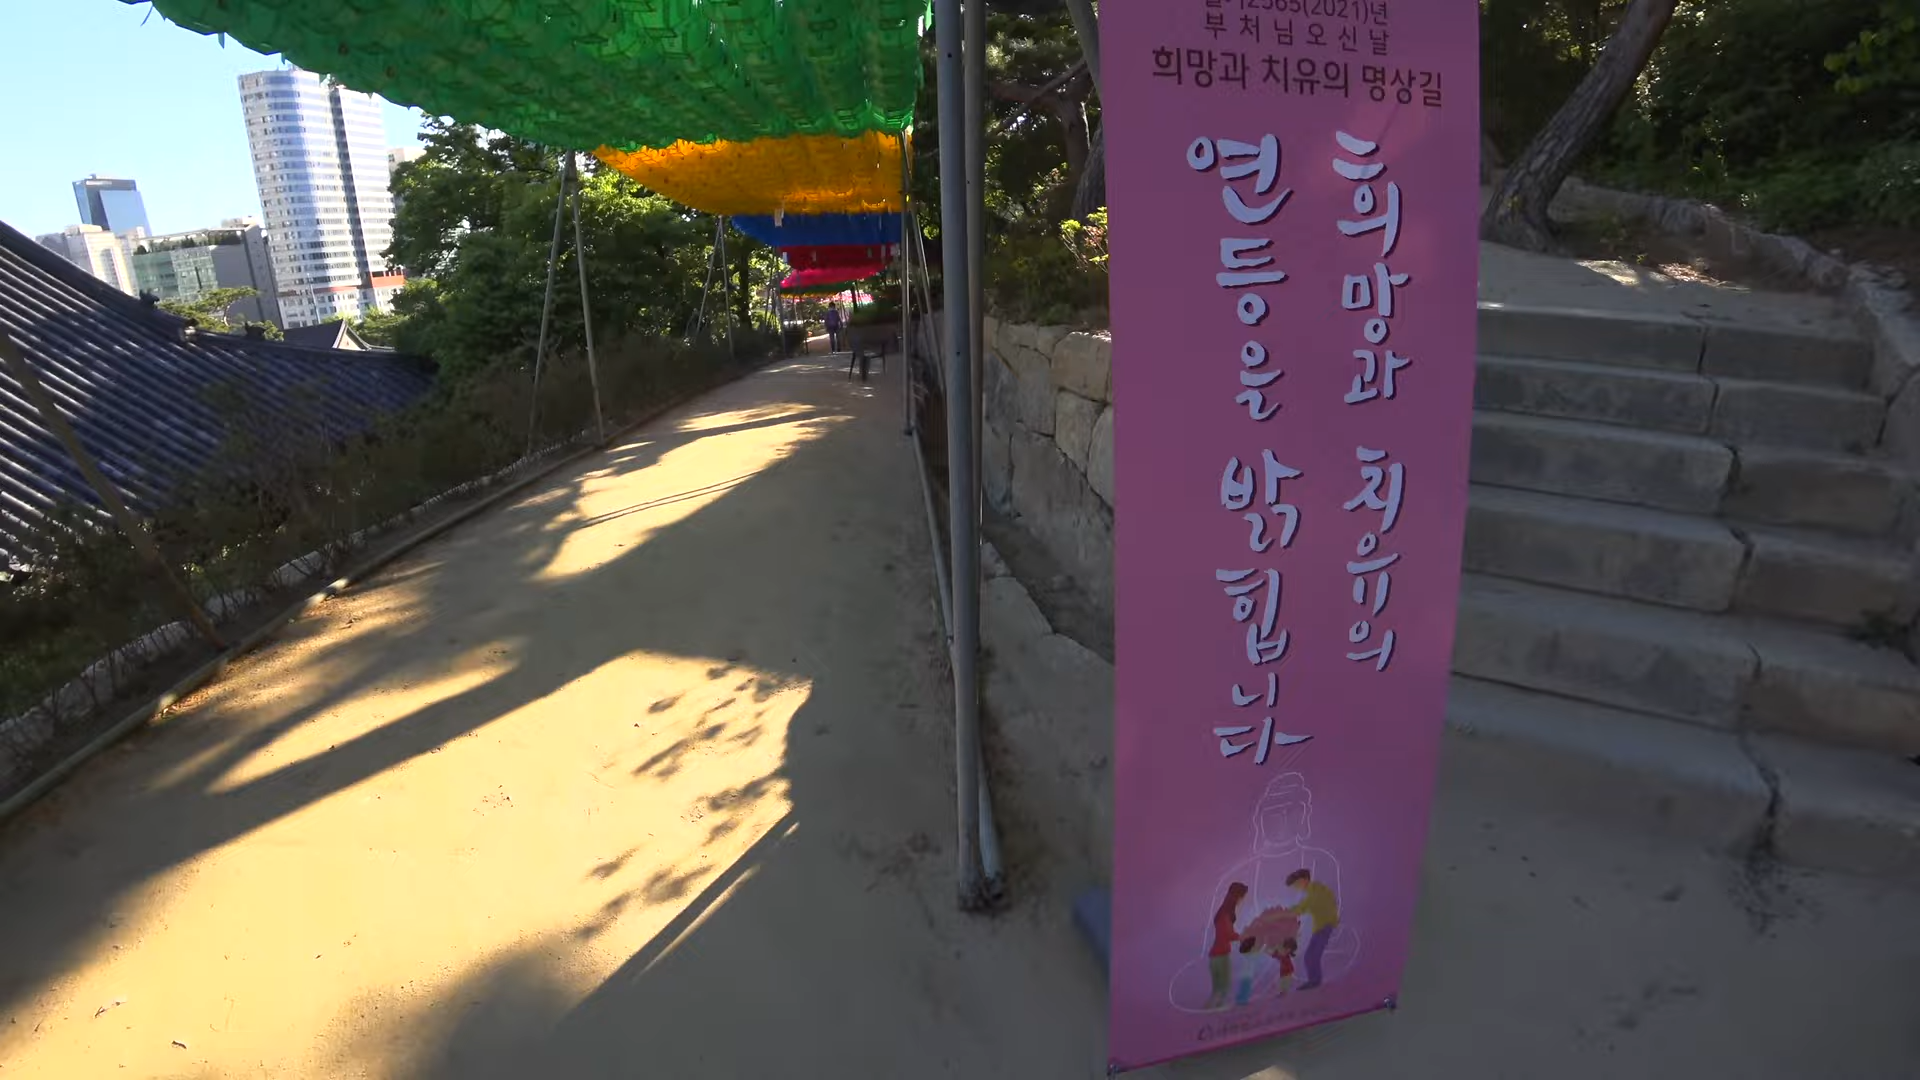 2565(2021)년
부처님오신날
희망과 치유의 명상길
희망과 치유의
연등을 밝힙니다